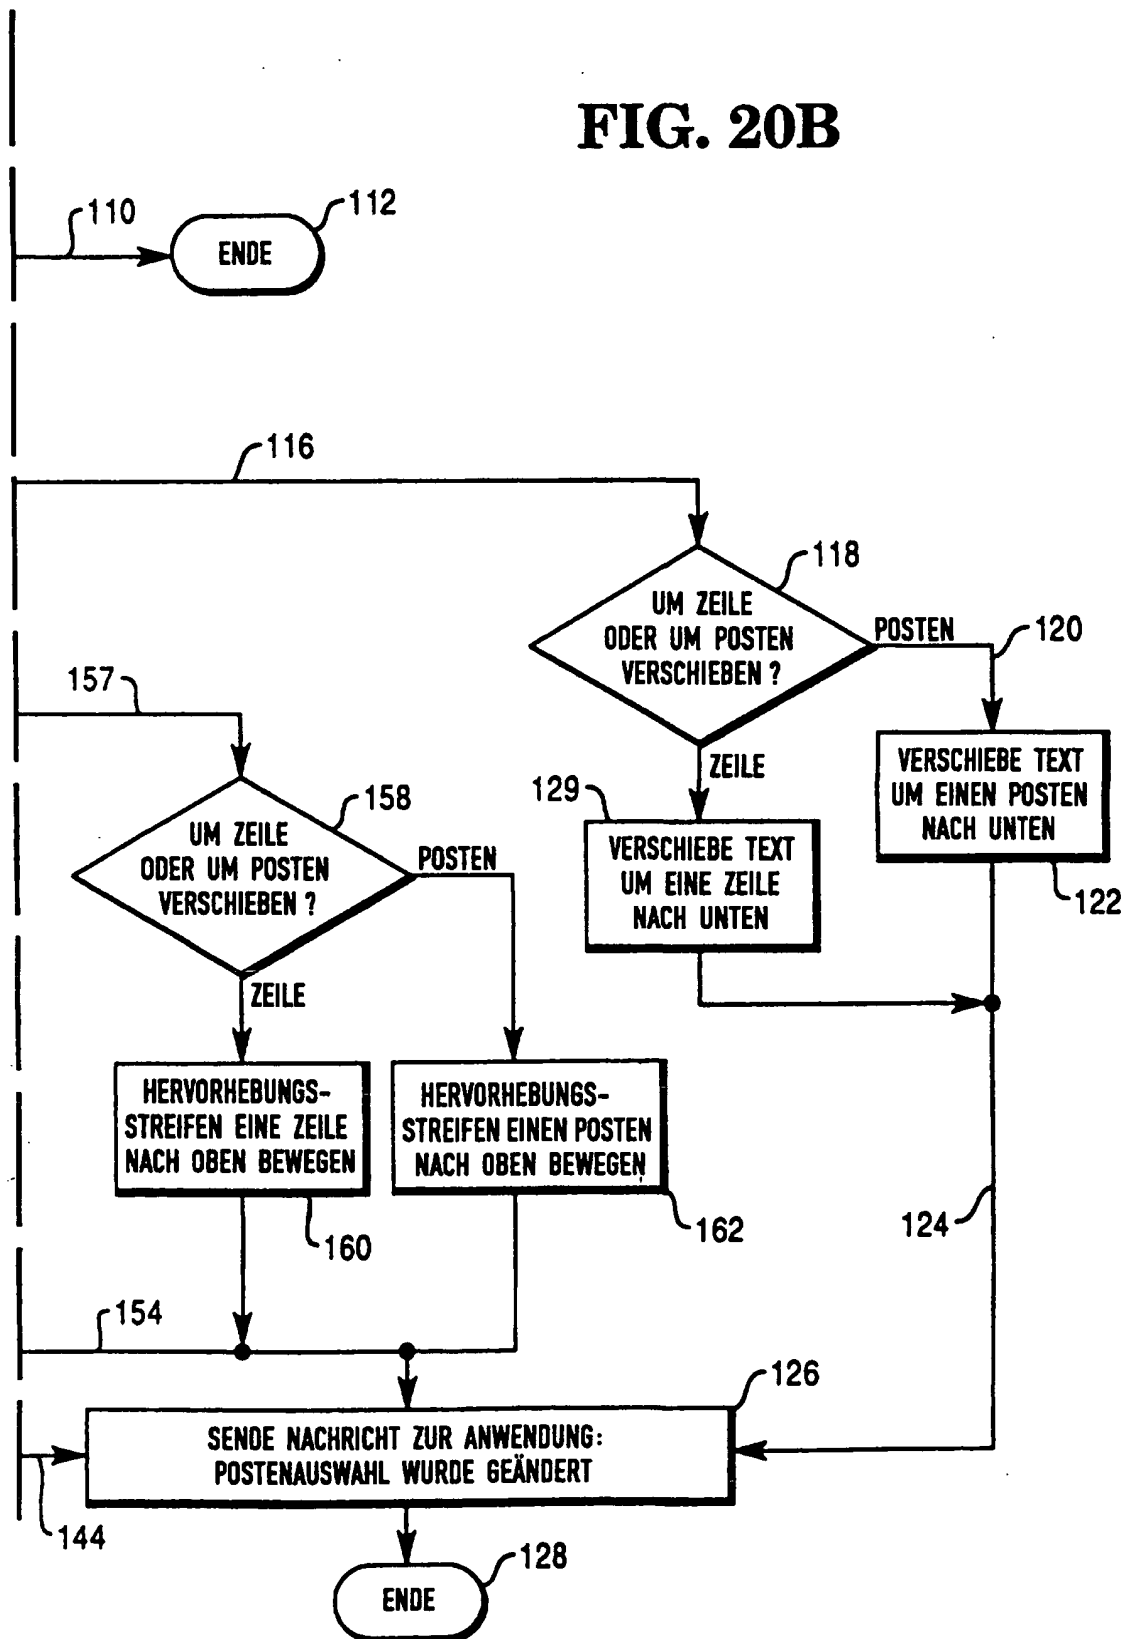 FIG. 20B
110
112
ENDE
116
118
UM ZEILE
ODER UM POSTEN
VERSCHIEBEN ?
POSTEN
120
157
ZEILE
129
VERSCHIEBE TEXT
UM EINE ZEILE
NACH UNTEN
VERSCHIEBE TEXT
UM EINEN POSTEN
NACH UNTEN
122
158
UM ZEILE
ODER UM POSTEN
VERSCHIEBEN ?
POSTEN
ZEILE
HERVORHEBUNGS-
STREIFEN EINE ZEILE
NACH OBEN BEWEGEN
160
HERVORHEBUNGS-
STREIFEN EINEN POSTEN
NACH OBEN BEWEGEN
162
124
154
126
SENDE NACHRICHT ZUR ANWENDUNG:
POSTENAUSWAHL WURDE GEÄNDERT
144
128
ENDE